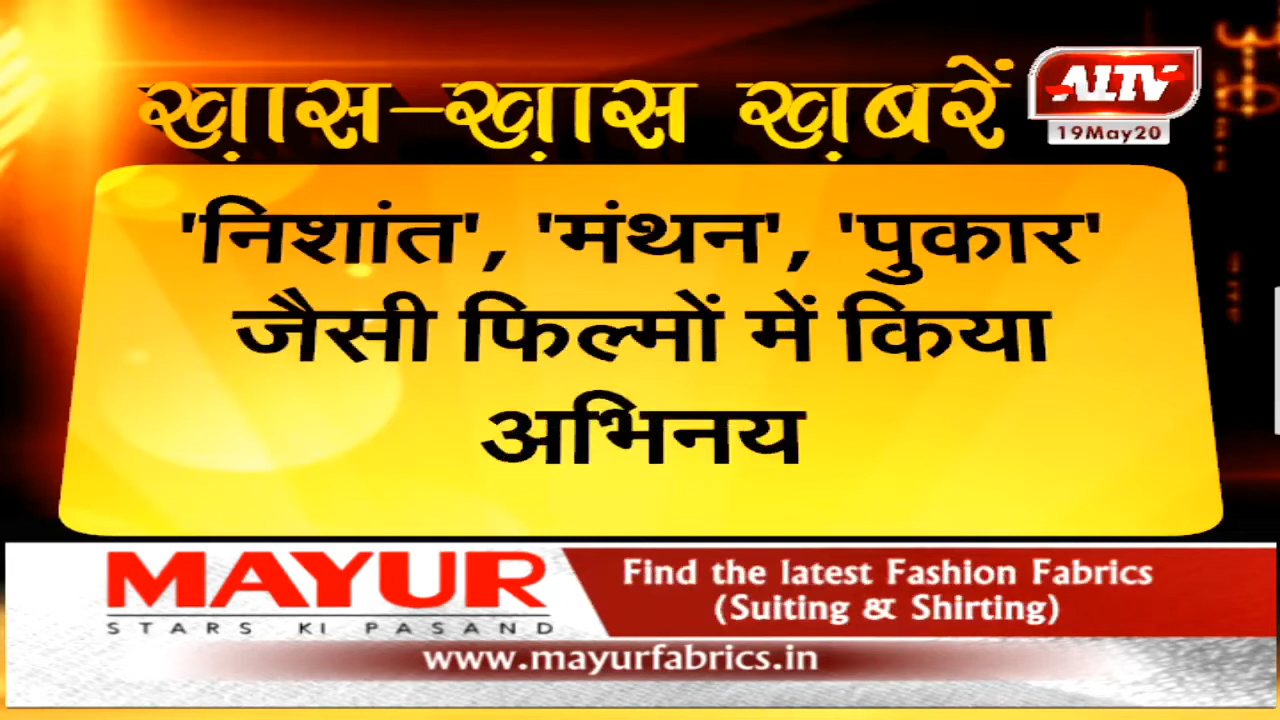 ख़ास-ख़ास ख़बरें
ALTV
19May20
'निशांत', 'मंथन', 'पुकार'
जैसी फिल्मों में किया
अभिनय
MAYUR
STARS KI PASAND
Find the latest Fashion Fabrics
(Suiting & Shirting)
www.mayurfabrics.in